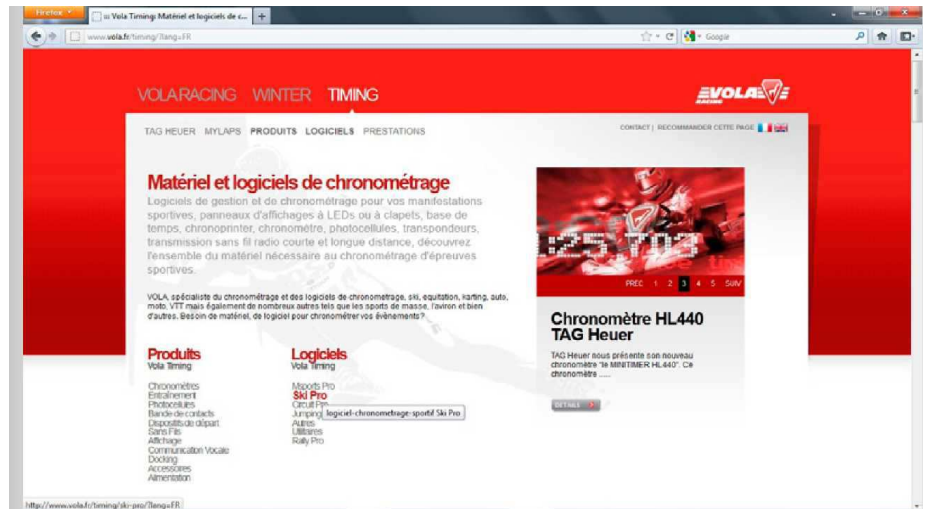 Firefox
::: Vola Timing: Matériel et logiciels de c...
www.vola.fr/timing/?lang=FR
Google
VOLARACING WINTER TIMING
VOLA
RACING
TAG HEUER MYLAPS PRODUITS LOGICIELS PRESTATIONS
CONTACT | RECOMMANDER CETTE PAGE
Matériel et logiciels de chronométrage
Logiciels de gestion et de chronométrage pour vos manifestations
sportives, panneaux d'affichages à LEDs ou à clapets, base de
temps, chronoprinter, chronomètre, photocellules, transpondeurs,
transmission sans fil radio courte et longue distance, découvrez
l'ensemble du matériel nécessaire au chronométrage d'épreuves
sportives.
VOLA, spécialiste du chronométrage et des logiciels de chronometrage, ski, equitation, karting, auto,
moto, VTT mais également de nombreux autres tels que les sports de masse, l'aviron et bien
d'autres. Besoin de matériel, de logiciel pour chronométrer vos évènements?
1:25.703
PREC 1 2 3 4 5 SUIV
Chronomètre HL440
TAG Heuer
TAG Heuer nous présente son nouveau
chronomètre "le MINITIMER HL440". Ce
chronomètre ......
DETAILS
Produits
Vola Timing
Chronomètres
Entraînement
Photocellules
Bande de contacts
Dispositifs de départ
Sans Fils
Affichage
Communication Vocale
Docking
Accessoires
Alimentation
Logiciels
Vola Timing
Msports Pro
Ski Pro
Circuit Pro
Jumping
logiciel-chronometrage-sportif Ski Pro
Autres
Utilitaires
Rally Pro
http://www.vola.fr/timing/ski-pro/?lang=FR